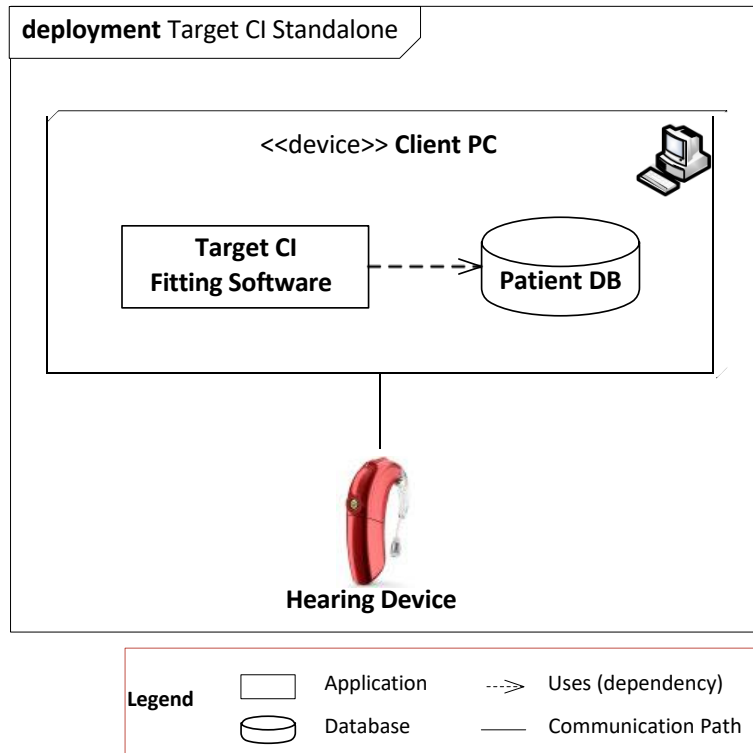 deployment Target CI Standalone
<<device>> Client PC
Target CI
Fitting Software
Patient DB
Hearing Device
Legend
Application
Uses (dependency)
Database
Communication Path